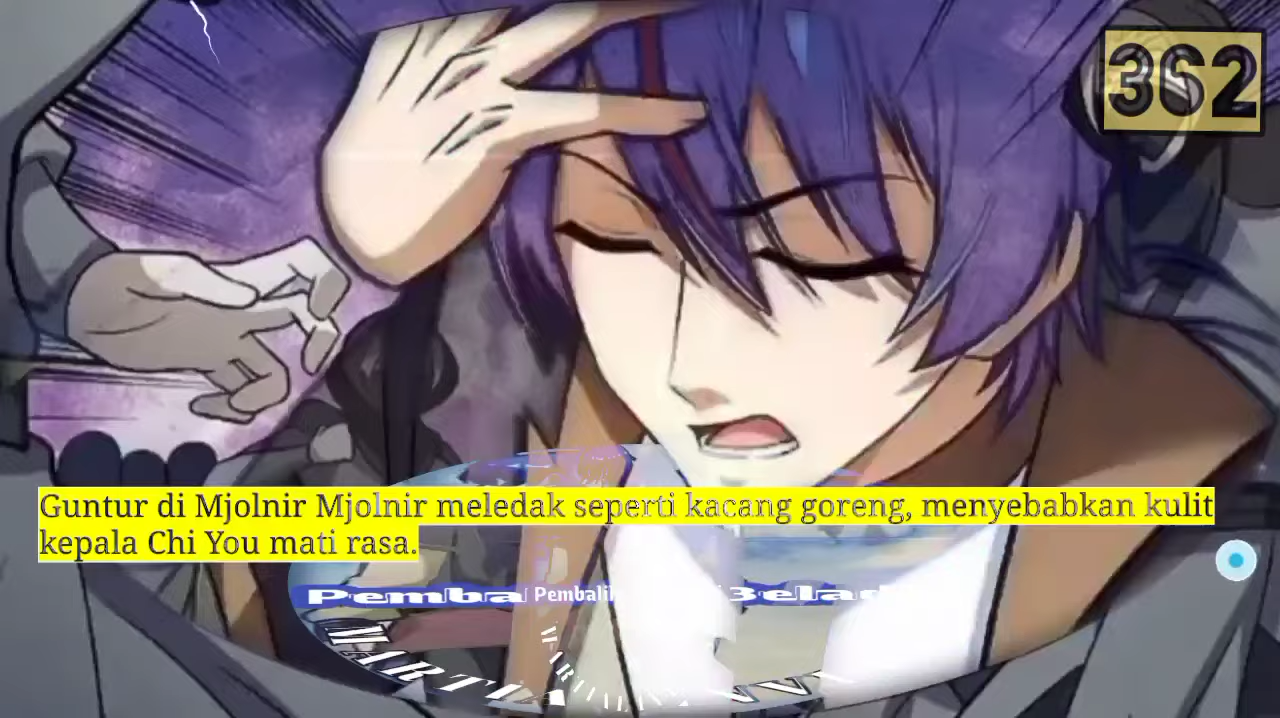 362
Guntur di Mjolnir Mjolnir meledak seperti kacang goreng, menyebabkan kulit
kepala Chi You mati rasa.